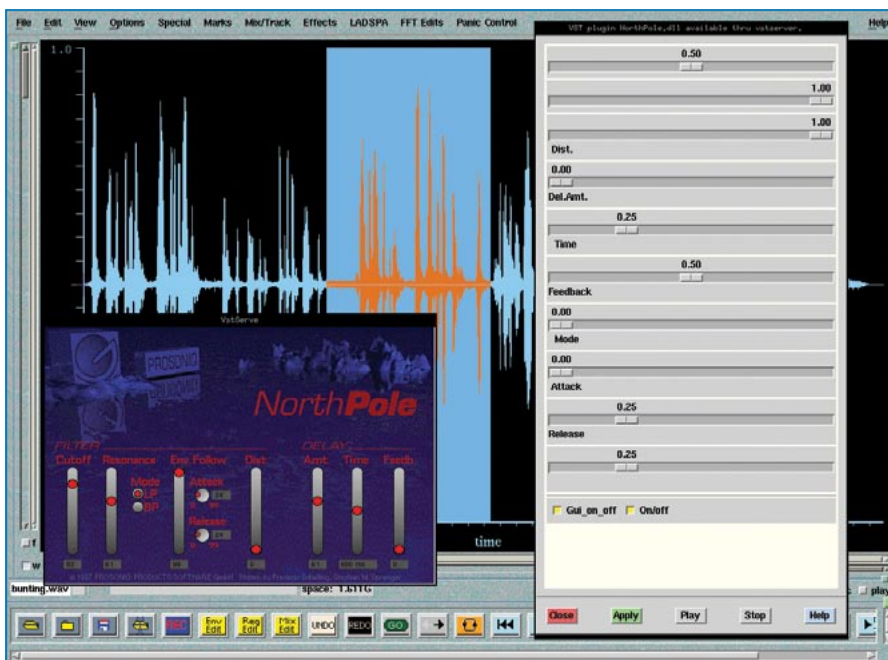 File Edit View Options Special Marks Mix/Track Effects LADSPA FFT Edits Panic Control Help
VST plugin NorthPole.dll available thru vstserver.
1.0
0.50
1.00
1.00
Dist.
0.00
Del.Amt.
0.25
Time
0.50
Feedback
0.00
Mode
0.00
Attack
0.25
Release
0.25
Gui_on_off On/off
Close Apply Play Stop Help
VstServe
PROSONIQ
NorthPole
FILTER DELAY
Cutoff Resonance Env. Follow Dist Amt Time Feedb
Mode
LP
BP
Attack
Release
time
f
w
bunting.wav
space: 1.611G
play
REC Env Edit Reg Edit Mix Edit UNDO REDO GO